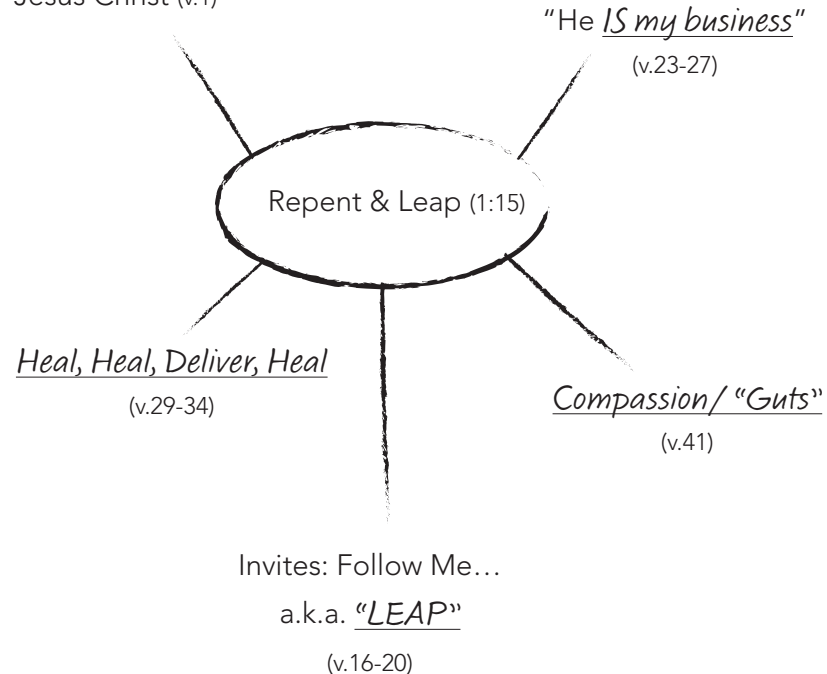 Jesus Christ (v.1)
“He IS my business”
(v.23-27)
Repent & Leap (1:15)
Heal, Heal, Deliver, Heal
(v.29-34)
Compassion/ “Guts”
(v.41)
Invites: Follow Me…
a.k.a. “LEAP”
(v.16-20)